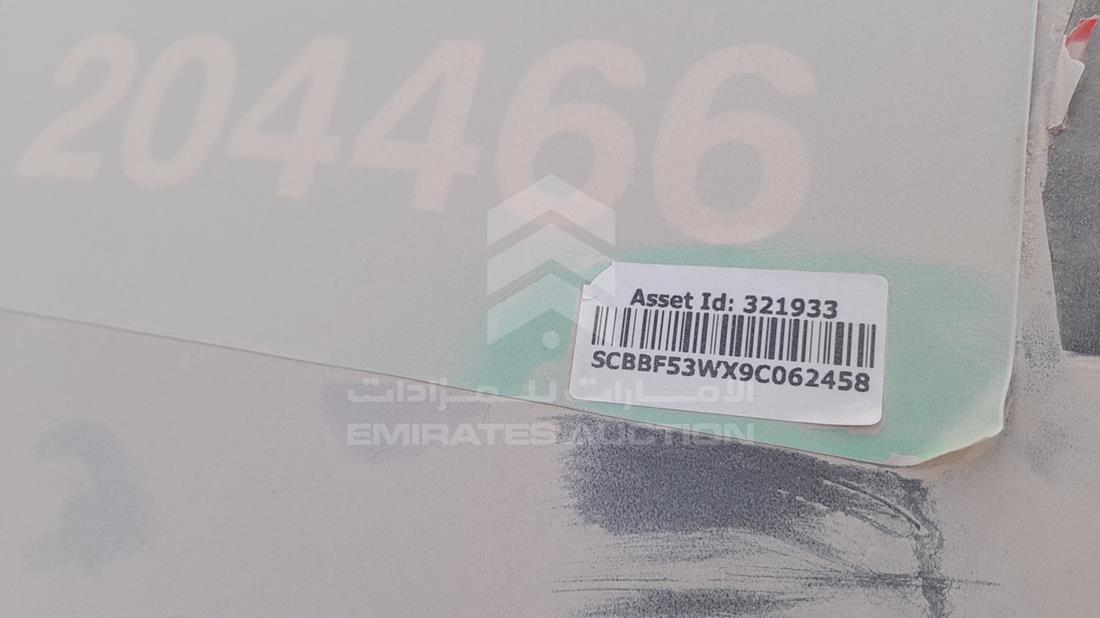 204466
Asset Id: 321933
SCBBF53WX9C062458
الامارات للمزادات
EMIRATES AUCTION